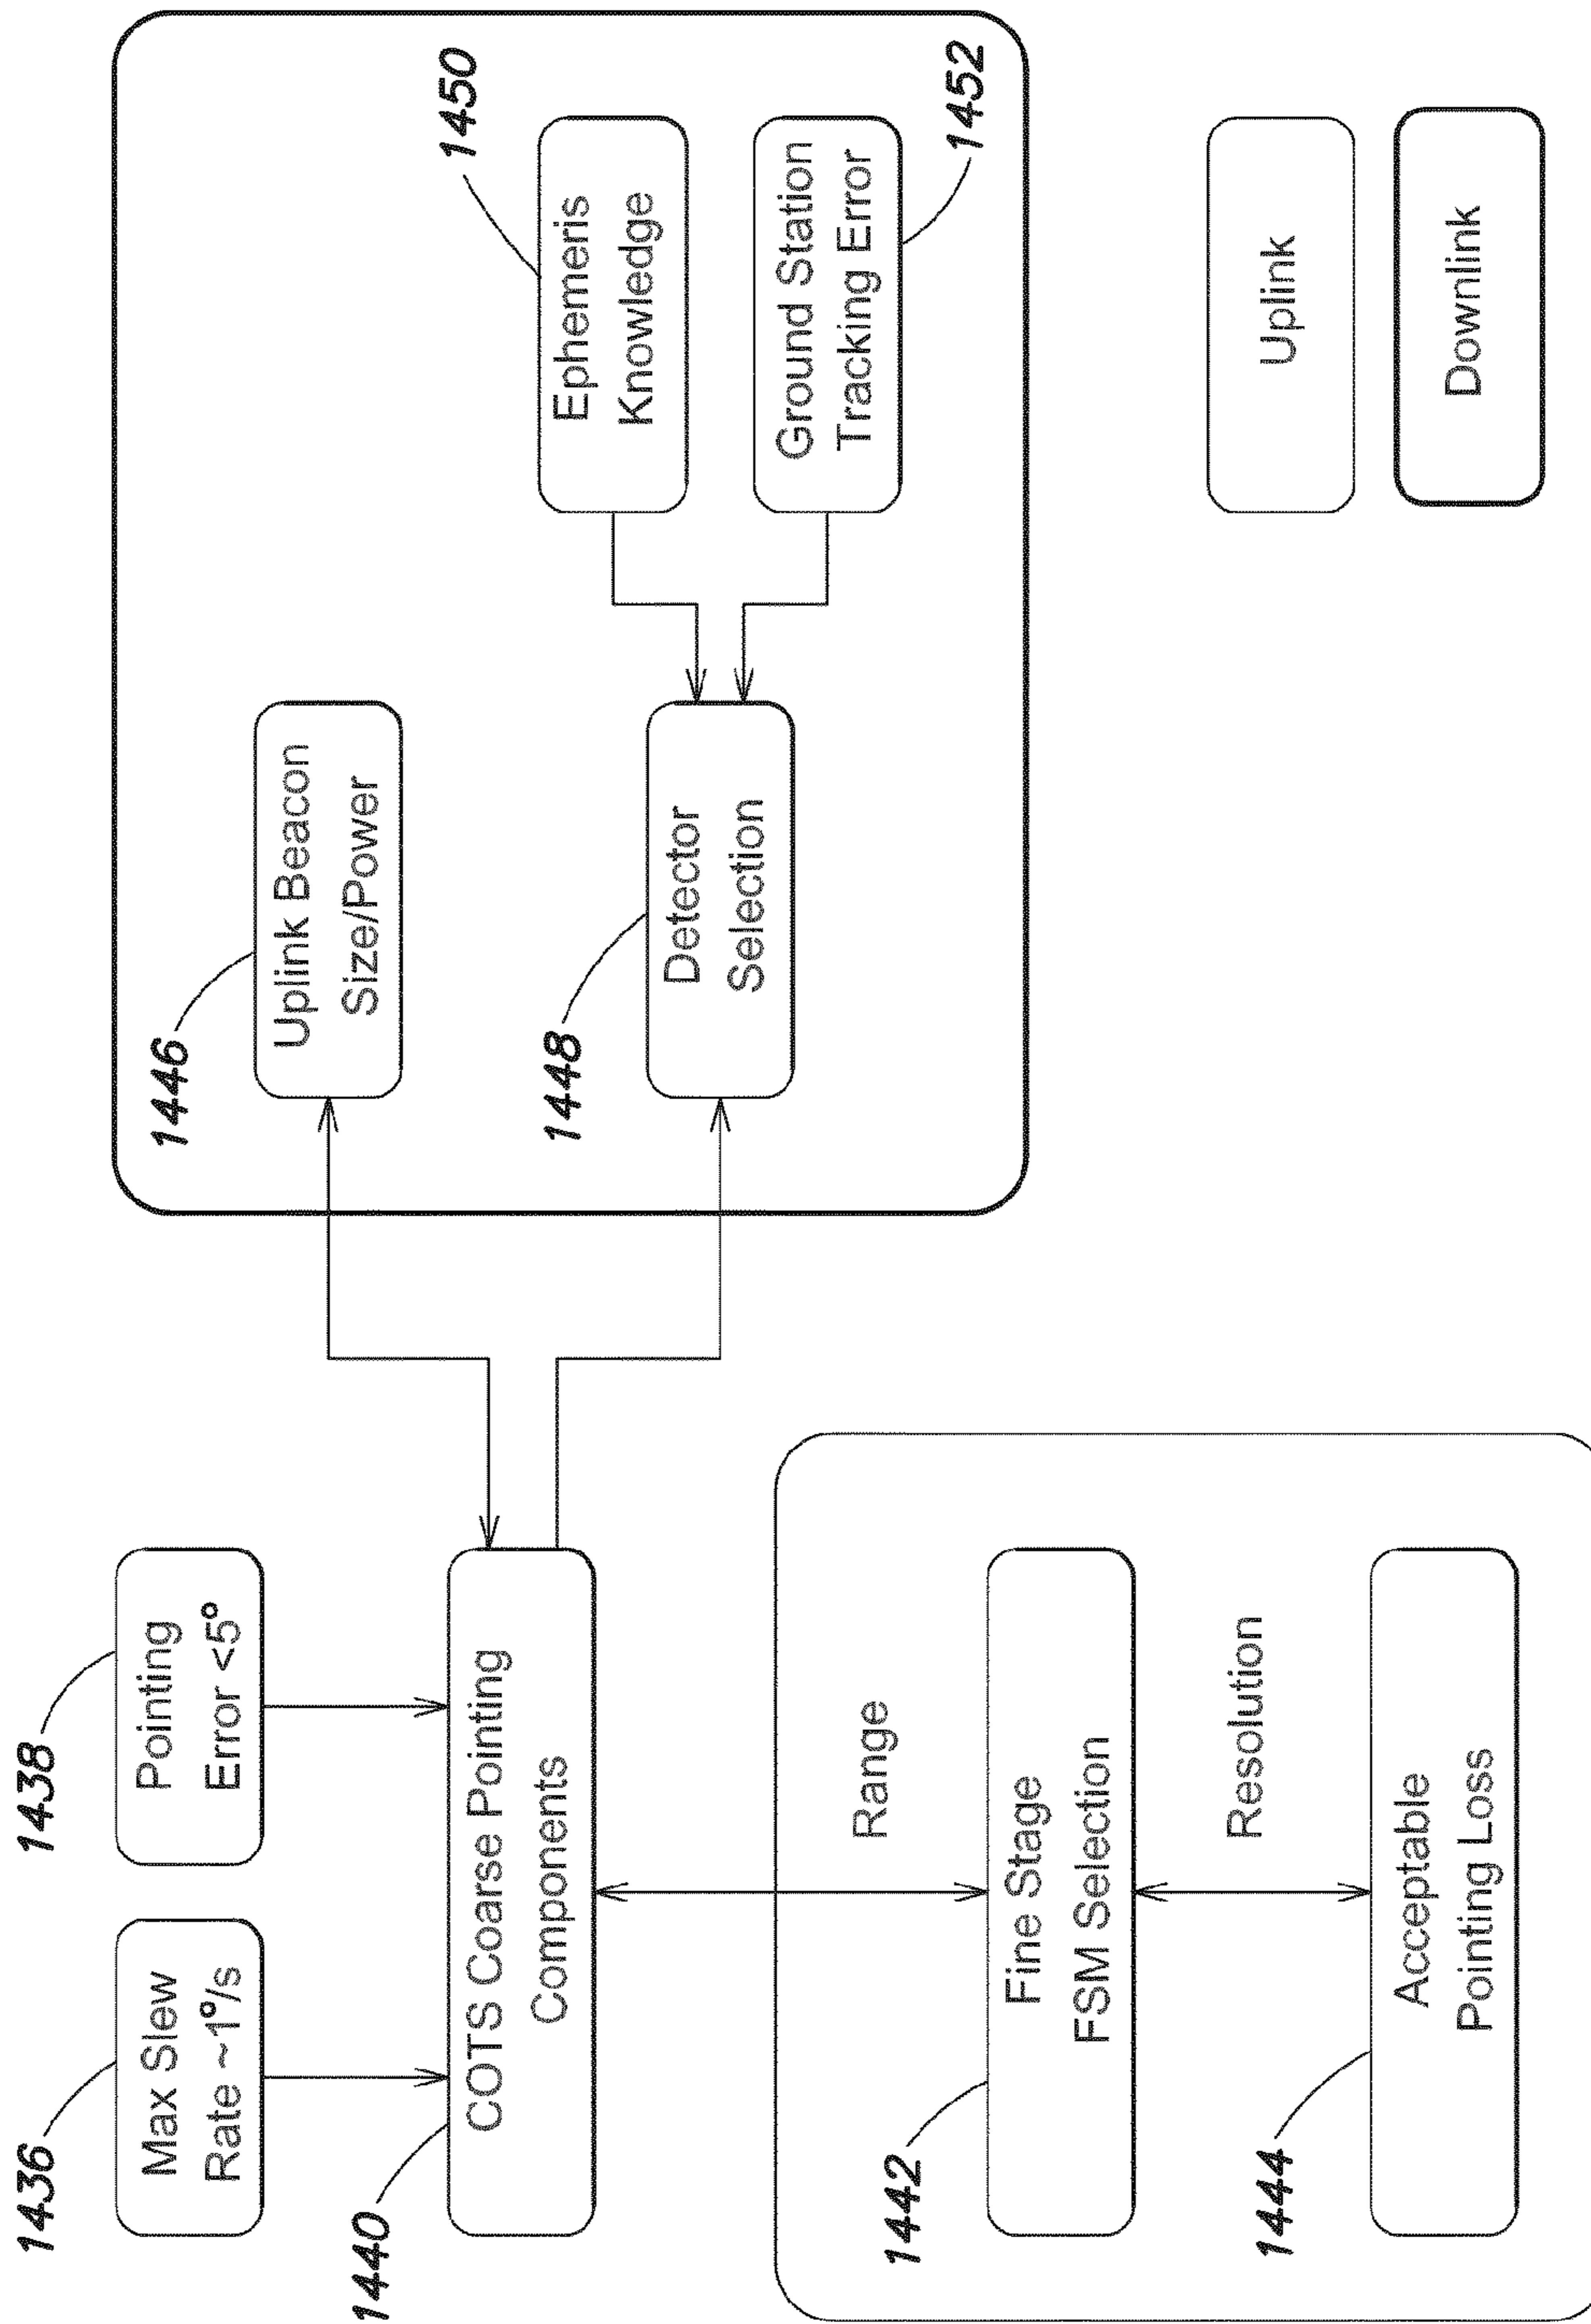 1436
Max Slew
Rate ~1°/s
1438
Pointing
Error <5°
1440
COTS Coarse Pointing
Components
Range
1442
Fine Stage
FSM Selection
Resolution
1444
Acceptable
Pointing Loss
1446
Uplink Beacon
Size/Power
1448
Detector
Selection
1450
Ephemeris
Knowledge
Ground Station
Tracking Error
1452
Uplink
Downlink